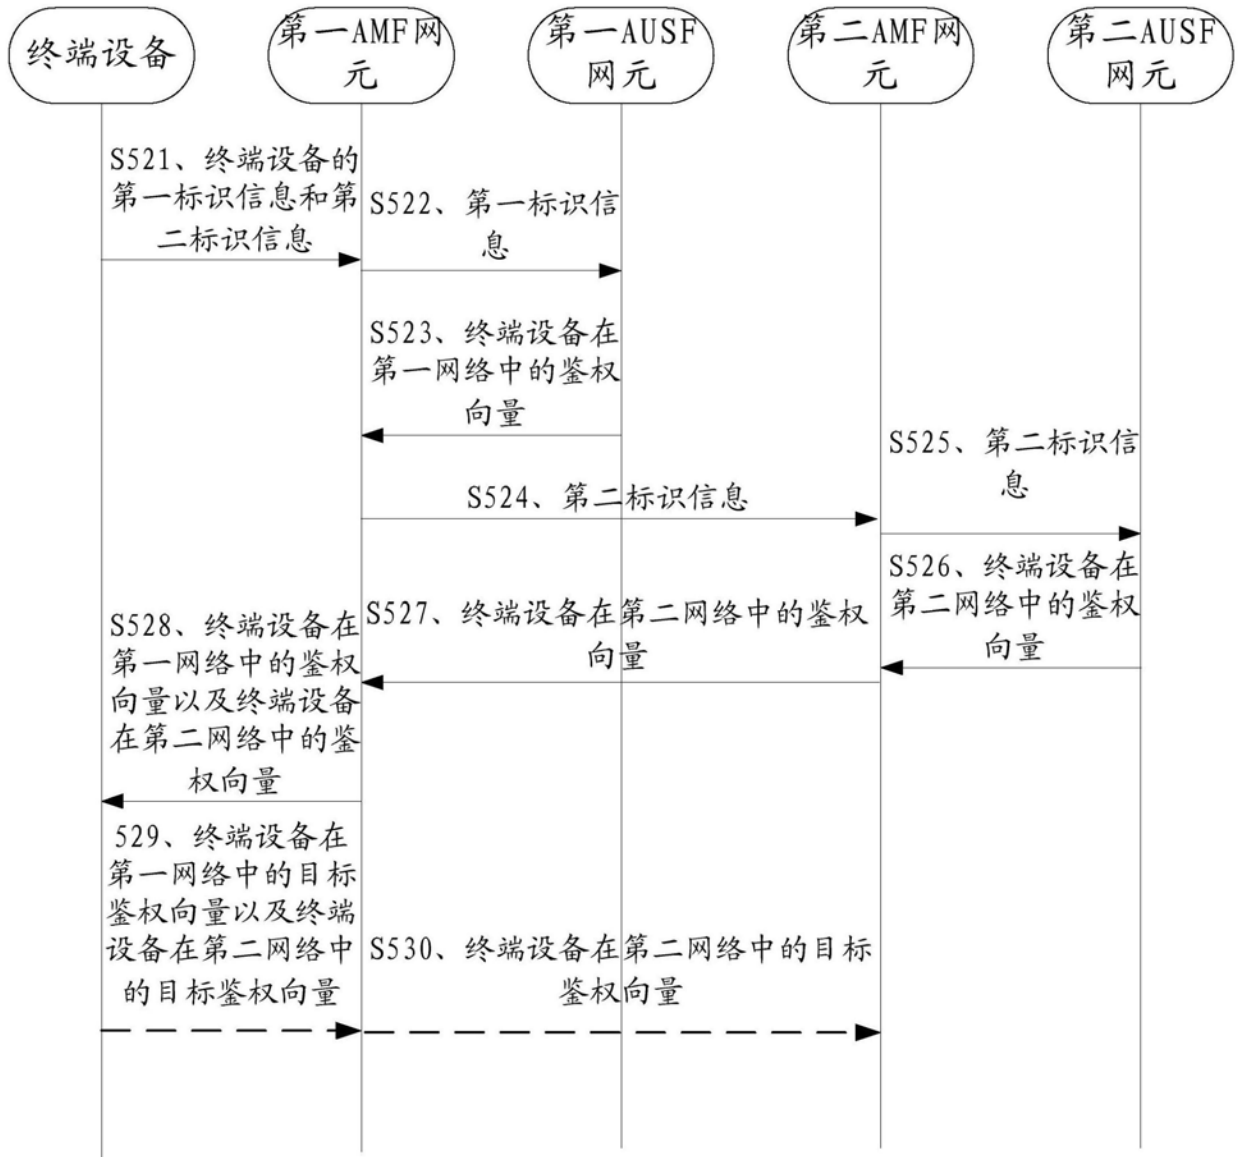 终端设备
第一AMF网
元
第一AUSF
网元
第二AMF网
元
第二AUSF
网元
S521、终端设备的
第一标识信息和第
二标识信息
S522、第一标识信
息
S523、终端设备在
第一网络中的鉴权
向量
S524、第二标识信息
S525、第二标识信
息
S526、终端设备在
第二网络中的鉴权
向量
S527、终端设备在第二网络中的鉴权
向量
S528、终端设备在
第一网络中的鉴权
向量以及终端设备
在第二网络中的鉴
权向量
529、终端设备在
第一网络中的目标
鉴权向量以及终端
设备在第二网络中
的目标鉴权向量
S530、终端设备在第二网络中的目标
鉴权向量